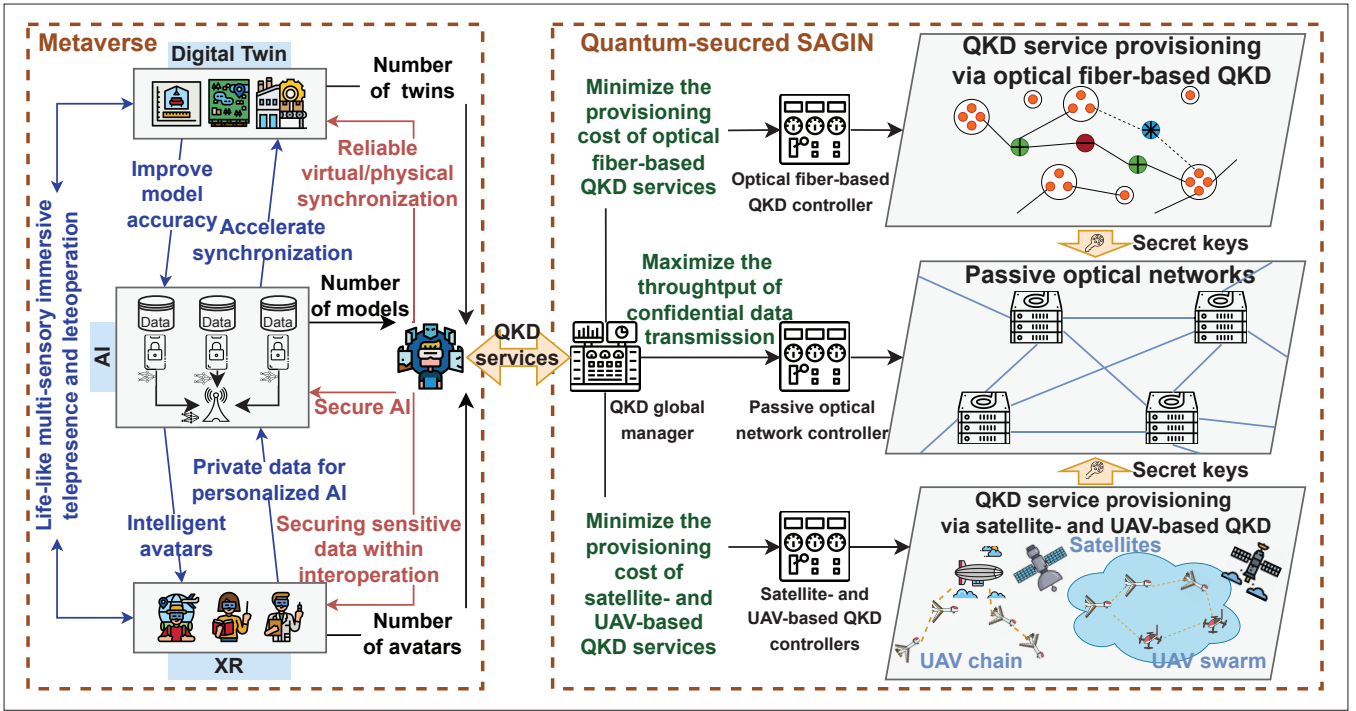 Metaverse
Digital Twin
Number
of twins
Improve
model
accuracy
Accelerate
synchronization
Reliable
virtual/physical
synchronization
Life-like multi-sensory immersive
telepresence and leteoperation
AI
Data
Data
Data
Number
of models
Secure AI
Private data for
personalized AI
Intelligent
avatars
Securing sensitive
data within
interoperation
Number
of avatars
XR
QKD
services
Quantum-seucred SAGIN
Minimize the
provisioning
cost of optical
fiber-based
QKD services
Optical fiber-based
QKD controller
QKD service provisioning
via optical fiber-based QKD
Secret keys
Maximize the
throughtput of
confidential data
transmission
QKD global
manager
Passive optical
network controller
Passive optical networks
Secret keys
Minimize the
provisioning
cost of
satellite- and
UAV-based
QKD services
Satellite- and
UAV-based QKD
controllers
QKD service provisioning
via satellite- and UAV-based QKD
Satellites
UAV chain
UAV swarm